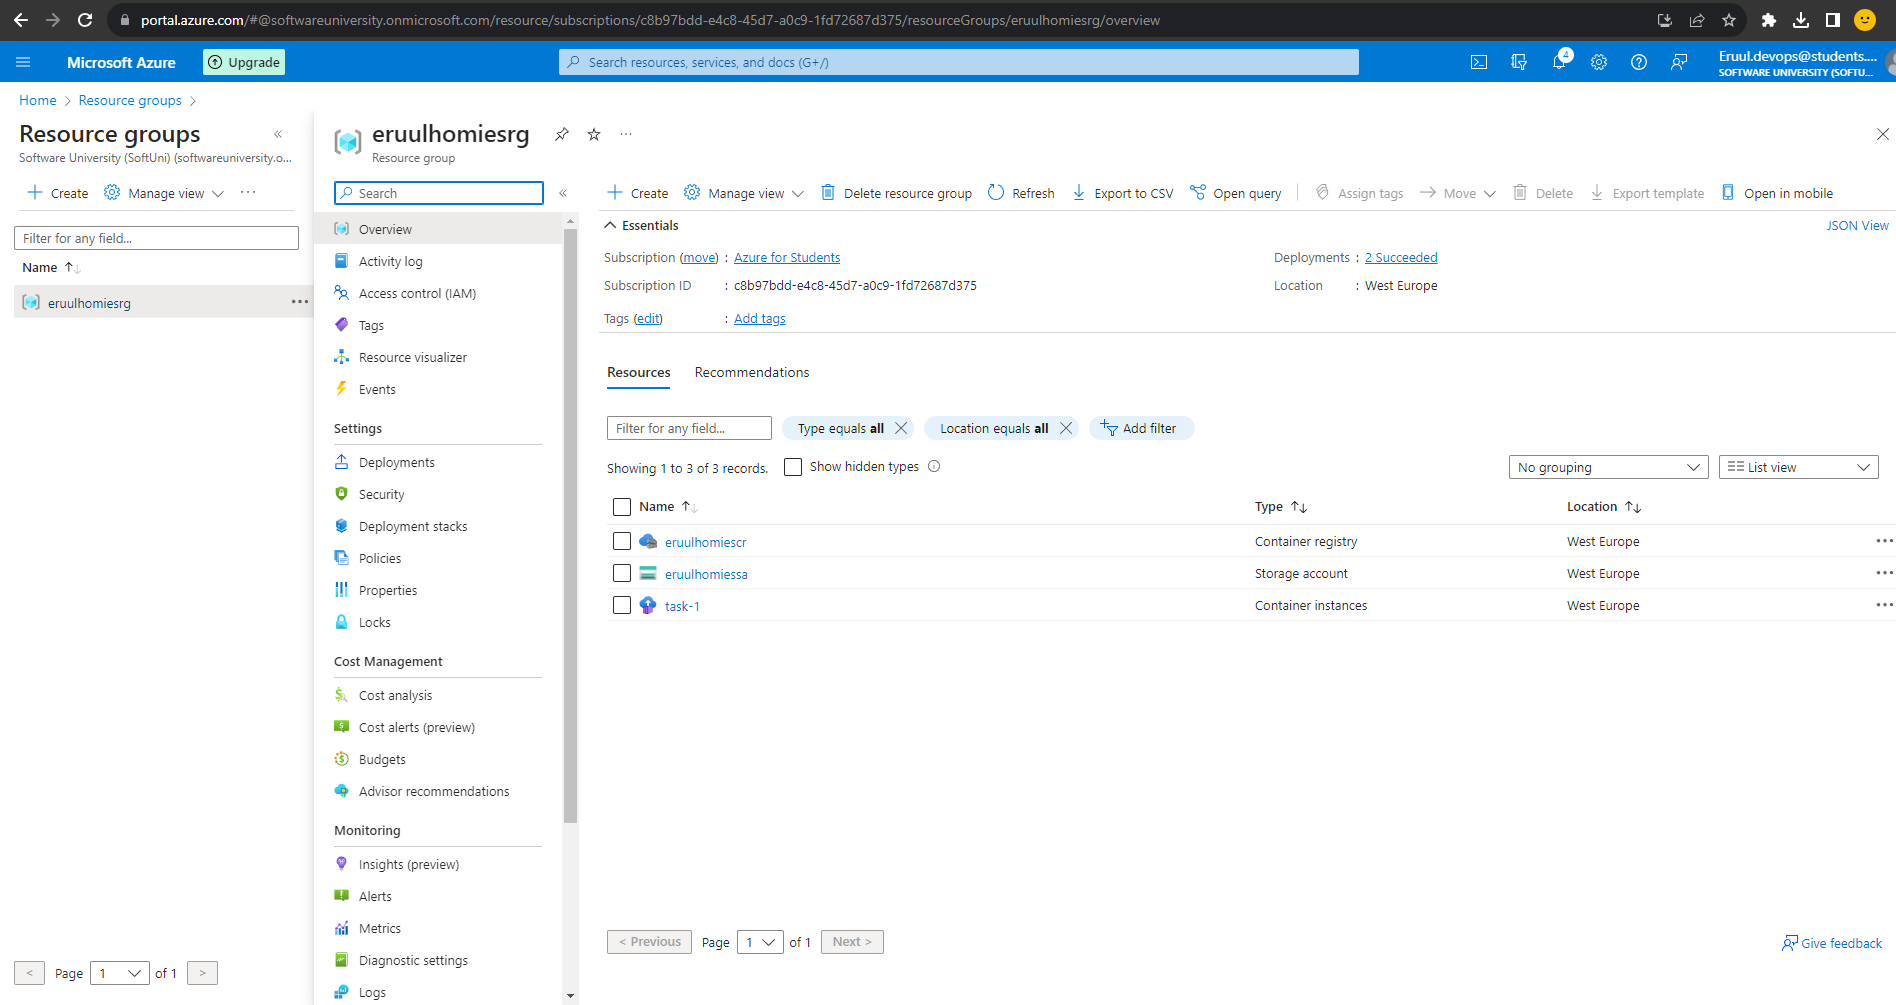 portal.azure.com/#@softwareuniversity.onmicrosoft.com/resource/subscriptions/c8b97bdd-e4c8-45d7-a0c9-1fd72687d375/resourceGroups/eruulhomiesrg/overview
Microsoft Azure
Upgrade
Search resources, services, and docs (G+/)
4
Eruul.devops@students....
SOFTWARE UNIVERSITY (SOFTU...
Home > Resource groups >
Resource groups
Software University (SoftUni) (softwareuniversity.o...
Create
Manage view
Filter for any field...
Name
eruulhomiesrg
< Page 1 of 1 >
eruulhomiesrg
Resource group
Search
Overview
Activity log
Access control (IAM)
Tags
Resource visualizer
Events
Settings
Deployments
Security
Deployment stacks
Policies
Properties
Locks
Cost Management
Cost analysis
Cost alerts (preview)
Budgets
Advisor recommendations
Monitoring
Insights (preview)
Alerts
Metrics
Diagnostic settings
Logs
Create Manage view Delete resource group Refresh Export to CSV Open query Assign tags Move Delete Export template Open in mobile
Essentials
JSON View
Subscription (move) : Azure for Students
Deployments : 2 Succeeded
Subscription ID : c8b97bdd-e4c8-45d7-a0c9-1fd72687d375
Location : West Europe
Tags (edit) : Add tags
Resources Recommendations
Filter for any field...
Type equals all
Location equals all
Add filter
Showing 1 to 3 of 3 records.
Show hidden types
No grouping
List view
Name Type Location
eruulhomiescr Container registry West Europe
eruulhomiessa Storage account West Europe
task-1 Container instances West Europe
< Previous Page 1 of 1 Next >
Give feedback